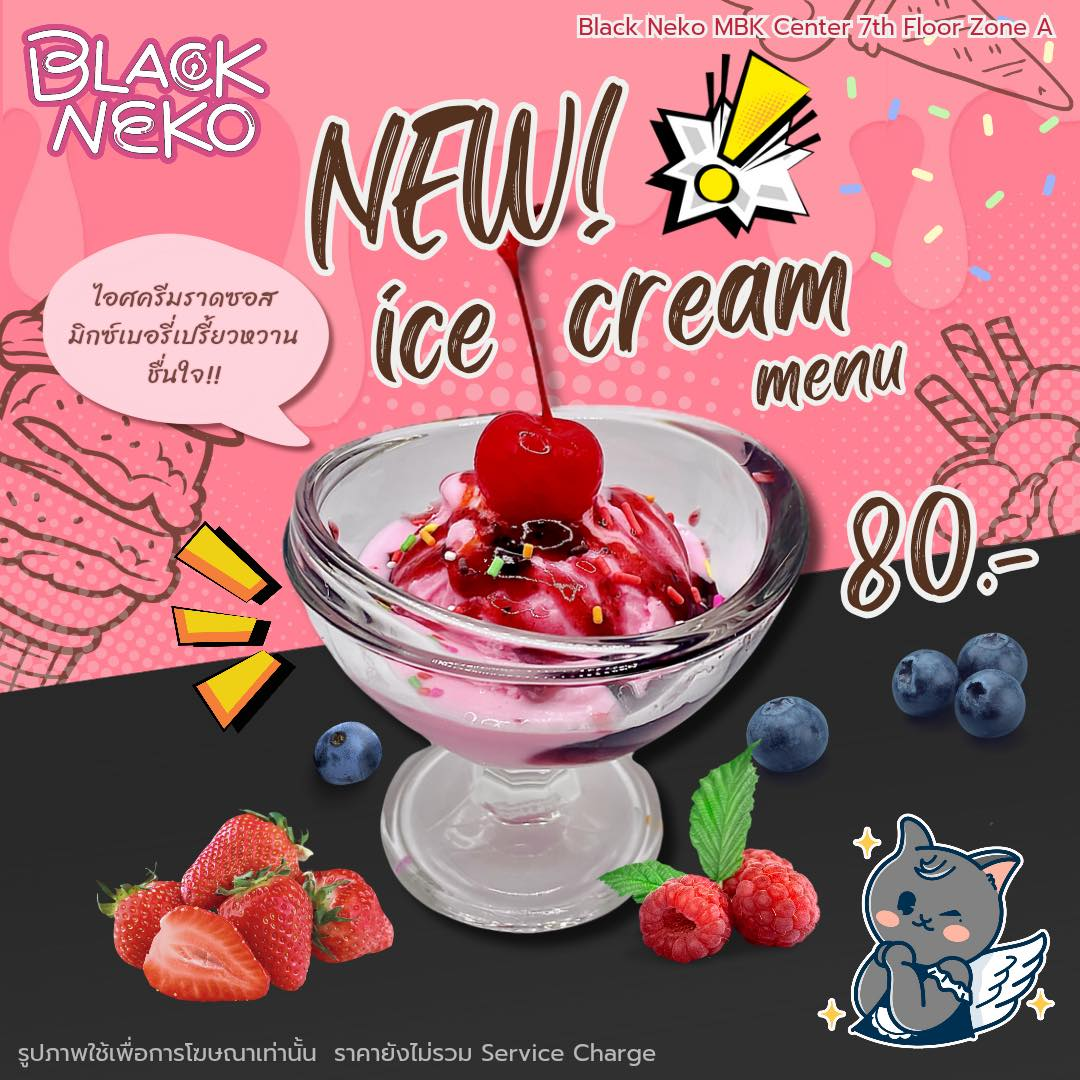 Black Neko MBK Center 7th Floor Zone A
BLACK
NEKO
NEW!
ice cream
menu
ไอศครีมราดซอส
มิกซ์เบอรี่เปรี้ยวหวาน
ชื่นใจ!!
80.-
รูปภาพใช้เพื่อการโฆษณาเท่านั้น ราคายังไม่รวม Service Charge